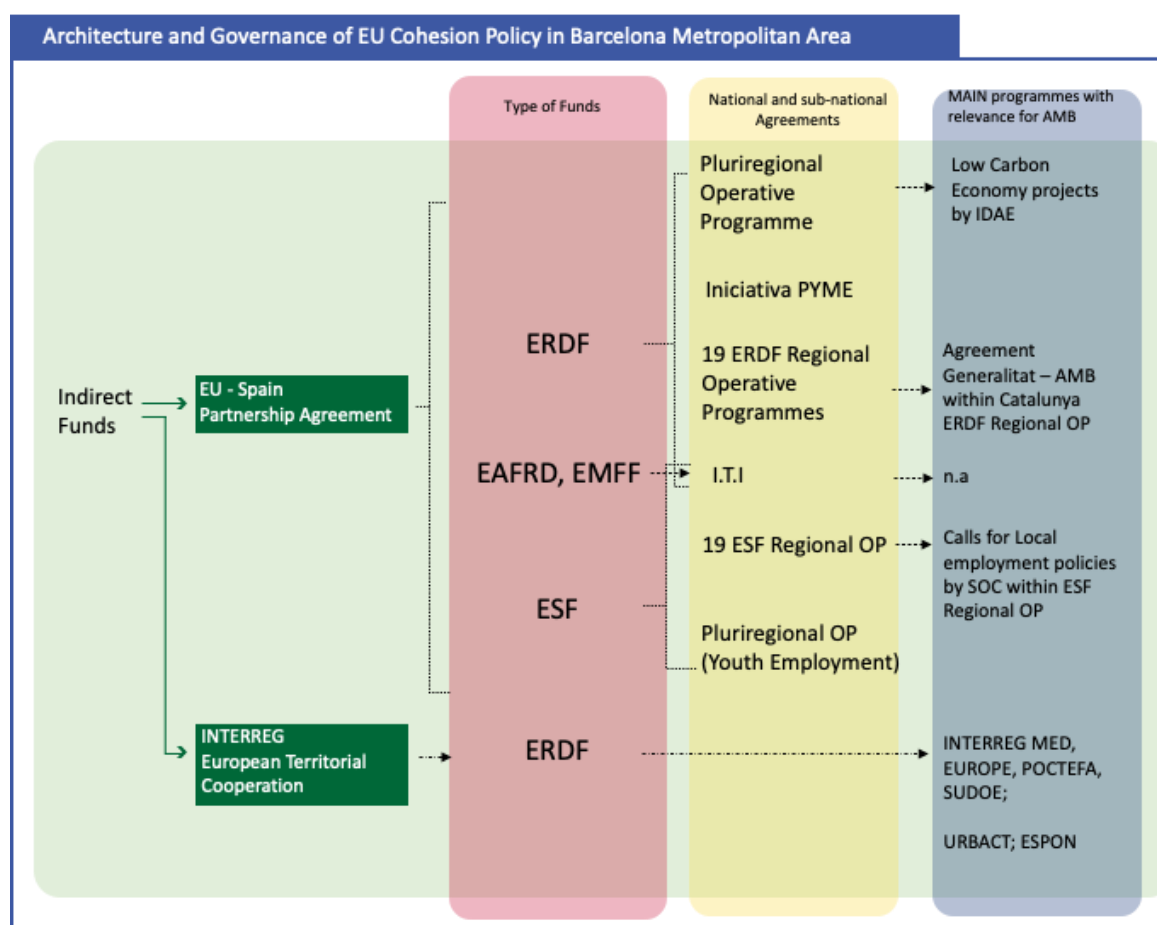 Architecture and Governance of EU Cohesion Policy in Barcelona Metropolitan Area
Type of Funds
National and sub-national
Agreements
MAIN programmes with
relevance for AMB
Indirect
Funds
EU - Spain
Partnership Agreement
INTERREG
European Territorial
Cooperation
ERDF
EAFRD, EMFF
ESF
ERDF
Pluriregional
Operative
Programme
Iniciativa PYME
19 ERDF Regional
Operative
Programmes
I.T.I
19 ESF Regional OP
Pluriregional OP
(Youth Employment)
Low Carbon
Economy projects
by IDAE
Agreement
Generalitat – AMB
within Catalunya
ERDF Regional OP
n.a
Calls for Local
employment policies
by SOC within ESF
Regional OP
INTERREG MED,
EUROPE, POCTEFA,
SUDOE;
URBACT; ESPON